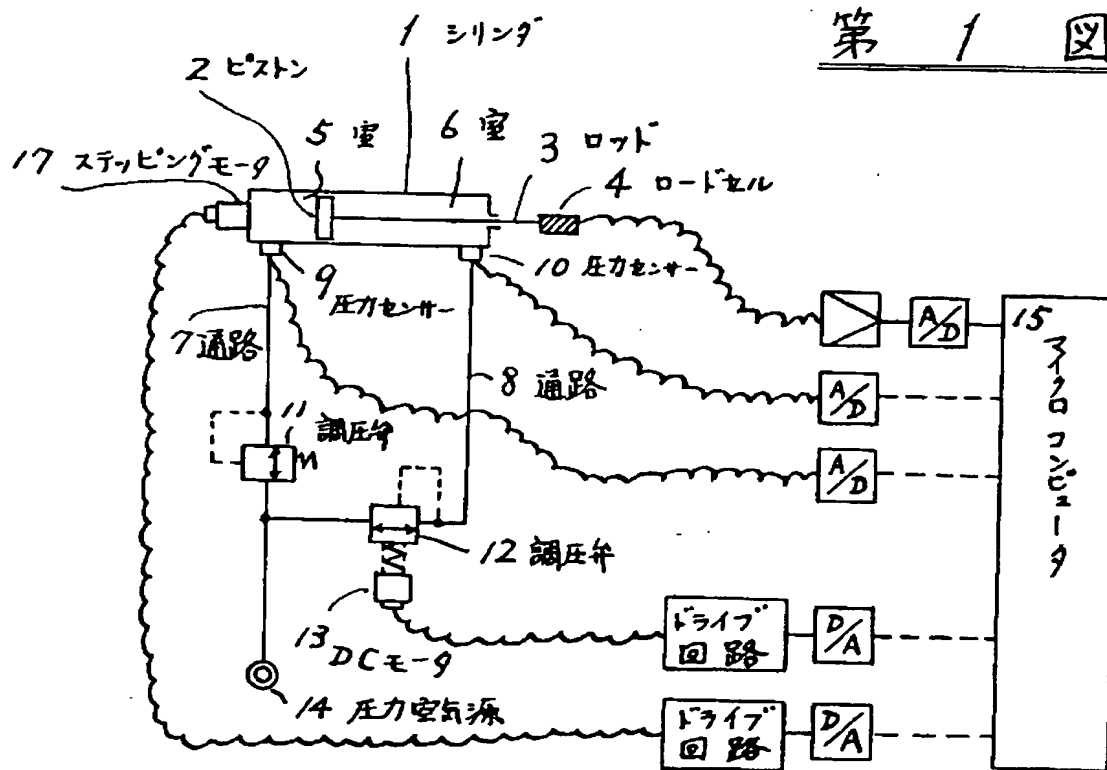 第 1 図
1 シリンダ
2 ピストン
5 室
6 室
3 ロッド
17 ステッピングモータ
4 ロードセル
9 圧力センサー
10 圧力センサー
7 通路
8 通路
11 調圧弁
12 調圧弁
13 DCモータ
14 圧力空気源
A/D
A/D
A/D
15 マイクロコンピュータ
ドライブ
回路
D/A
ドライブ
回路
D/A